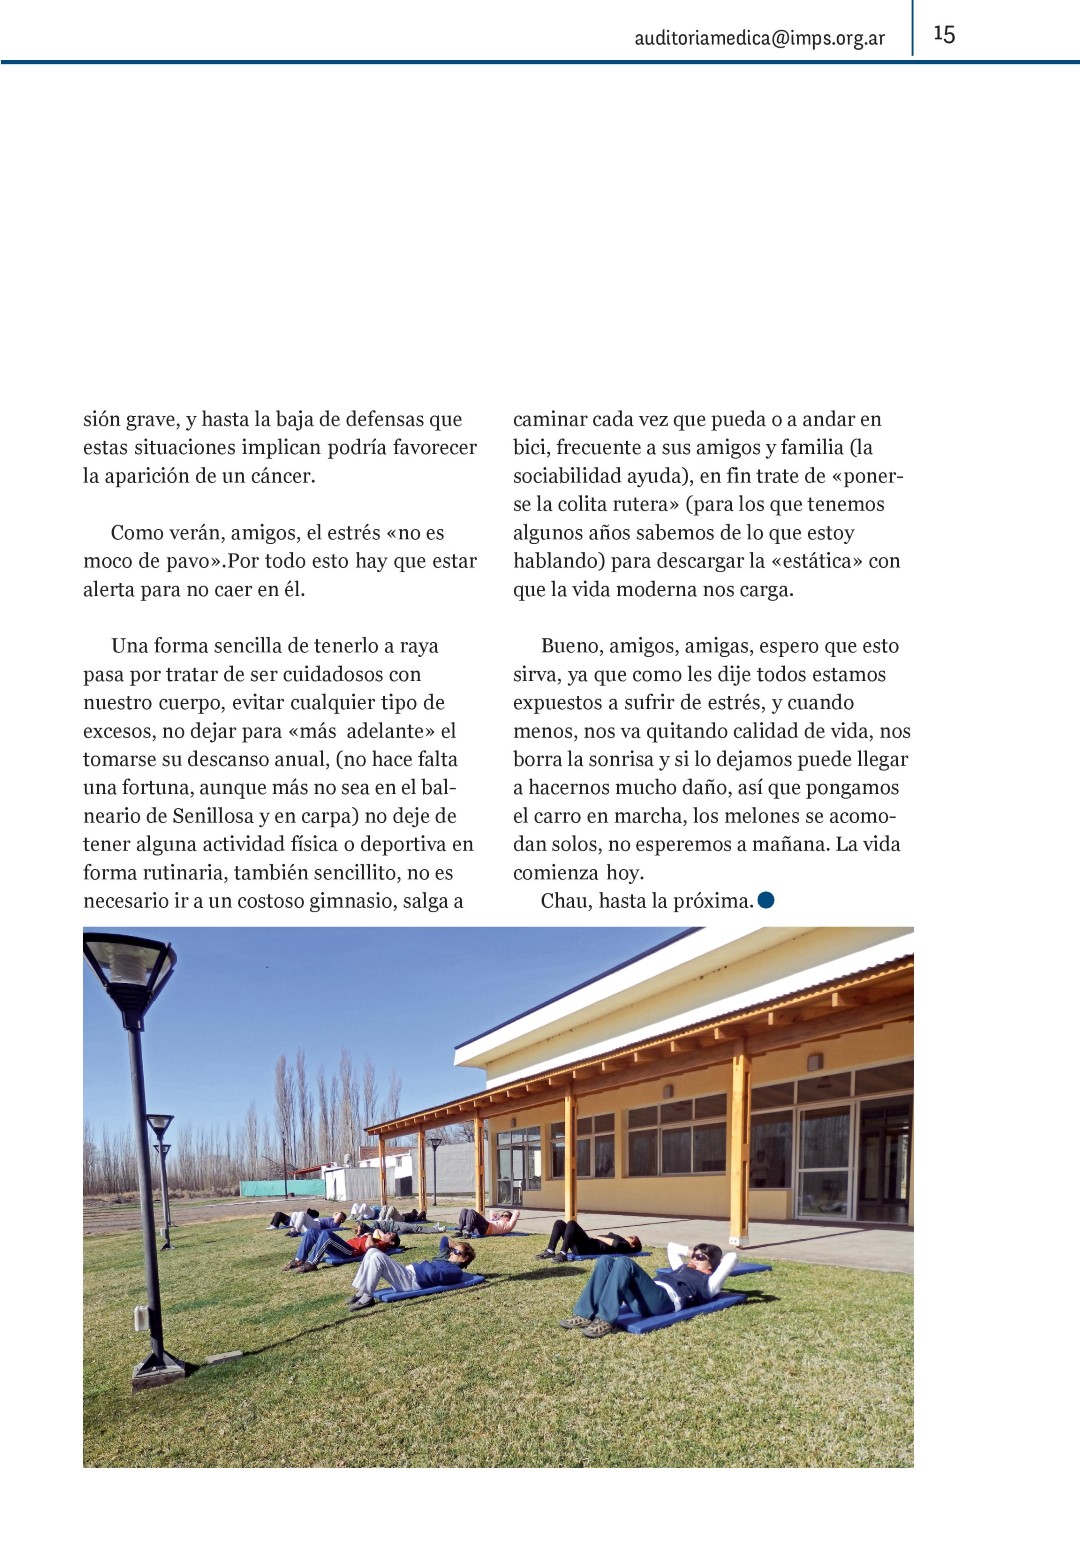 auditoriamedica@imps.org.ar
15
sión grave, y hasta la baja de defensas que
estas situaciones implican podría favorecer
la aparición de un cáncer.
Como verán, amigos, el estrés «no es
moco de pavo».Por todo esto hay que estar
alerta para no caer en él.
Una forma sencilla de tenerlo a raya
pasa por tratar de ser cuidadosos con
nuestro cuerpo, evitar cualquier tipo de
excesos, no dejar para «más  adelante» el
tomarse su descanso anual, (no hace falta
una fortuna, aunque más no sea en el bal-
neario de Senillosa y en carpa) no deje de
tener alguna actividad física o deportiva en
forma rutinaria, también sencillito, no es
necesario ir a un costoso gimnasio, salga a
caminar cada vez que pueda o a andar en
bici, frecuente a sus amigos y familia (la
sociabilidad ayuda), en fin trate de «poner-
se la colita rutera» (para los que tenemos
algunos años sabemos de lo que estoy
hablando) para descargar la «estática» con
que la vida moderna nos carga.
Bueno, amigos, amigas, espero que esto
sirva, ya que como les dije todos estamos
expuestos a sufrir de estrés, y cuando
menos, nos va quitando calidad de vida, nos
borra la sonrisa y si lo dejamos puede llegar
a hacernos mucho daño, así que pongamos
el carro en marcha, los melones se acomo-
dan solos, no esperemos a mañana. La vida
comienza hoy.
Chau, hasta la próxima.